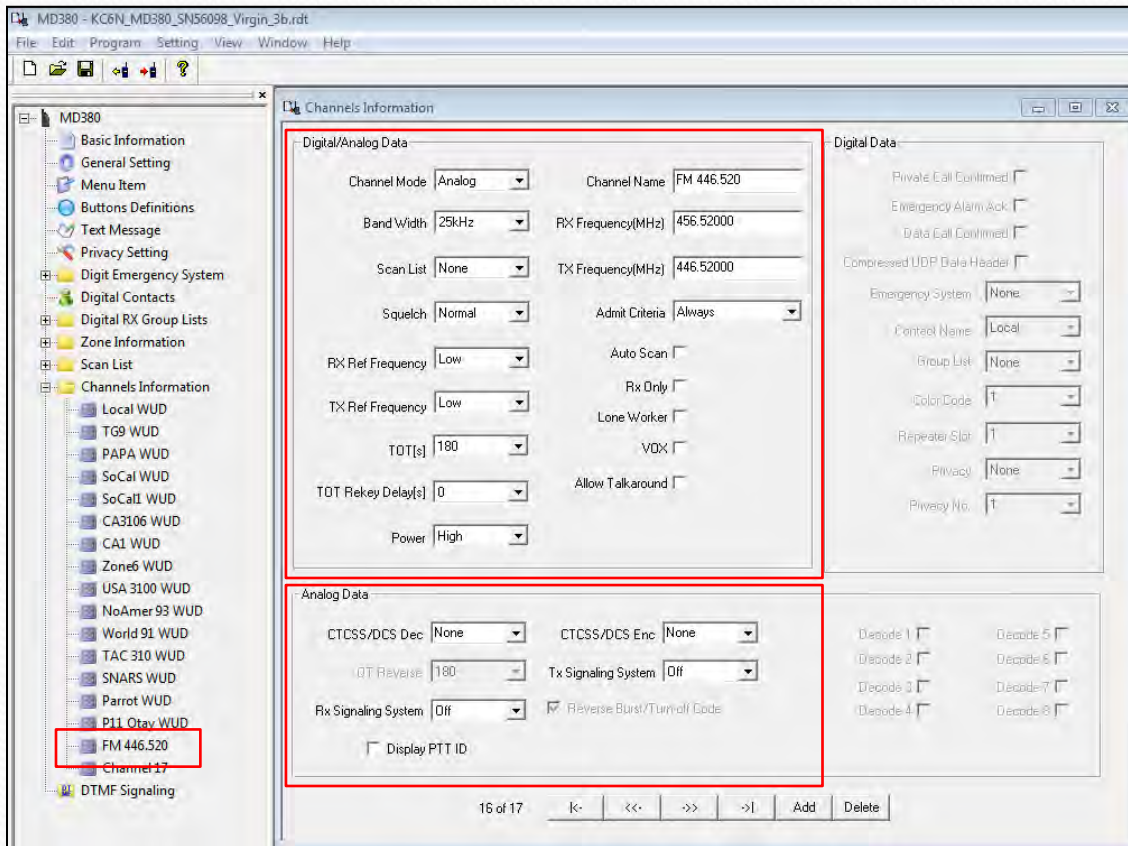 MD380 - KC6N_MD380_SN56098_Virgin_3b.rdt
File Edit Program Setting View Window Help
MD380
Basic Information
General Setting
Menu Item
Buttons Definitions
Text Message
Privacy Setting
Digit Emergency System
Digital Contacts
Digital RX Group Lists
Zone Information
Scan List
Channels Information
Local WUD
TG9 WUD
PAPA WUD
SoCal WUD
SoCal1 WUD
CA3106 WUD
CA1 WUD
Zone6 WUD
USA 3100 WUD
NoAmer 93 WUD
World 91 WUD
TAC 310 WUD
SNARS WUD
Parrot WUD
P11 Otay WUD
FM 446.520
Channel 17
DTMF Signaling
Channels Information
Digital/Analog Data
Channel Mode Analog
Band Width 25kHz
Scan List None
Squelch Normal
RX Ref Frequency Low
TX Ref Frequency Low
TOT[s] 180
TOT Rekey Delay[s] 0
Power High
Channel Name FM 446.520
RX Frequency(MHz) 456.52000
TX Frequency(MHz) 446.52000
Admit Criteria Always
Auto Scan
Rx Only
Lone Worker
VOX
Allow Talkaround
Digital Data
Private Call Confirmed
Emergency Alarm Ack
Data Call Confirmed
Compressed UDP Data Header
Emergency System None
Contact Name Local
Group List None
Color Code 1
Repeater Slot 1
Privacy None
Privacy No. 1
Analog Data
CTCSS/DCS Dec None
CTCSS/DCS Enc None
QT Reverse 180
Tx Signaling System Off
Rx Signaling System Off
Reverse Burst/Turn-off Code
Display PTT ID
Decode 1
Decode 2
Decode 3
Decode 4
Decode 5
Decode 6
Decode 7
Decode 8
16 of 17 |<- <<- ->> ->| Add Delete